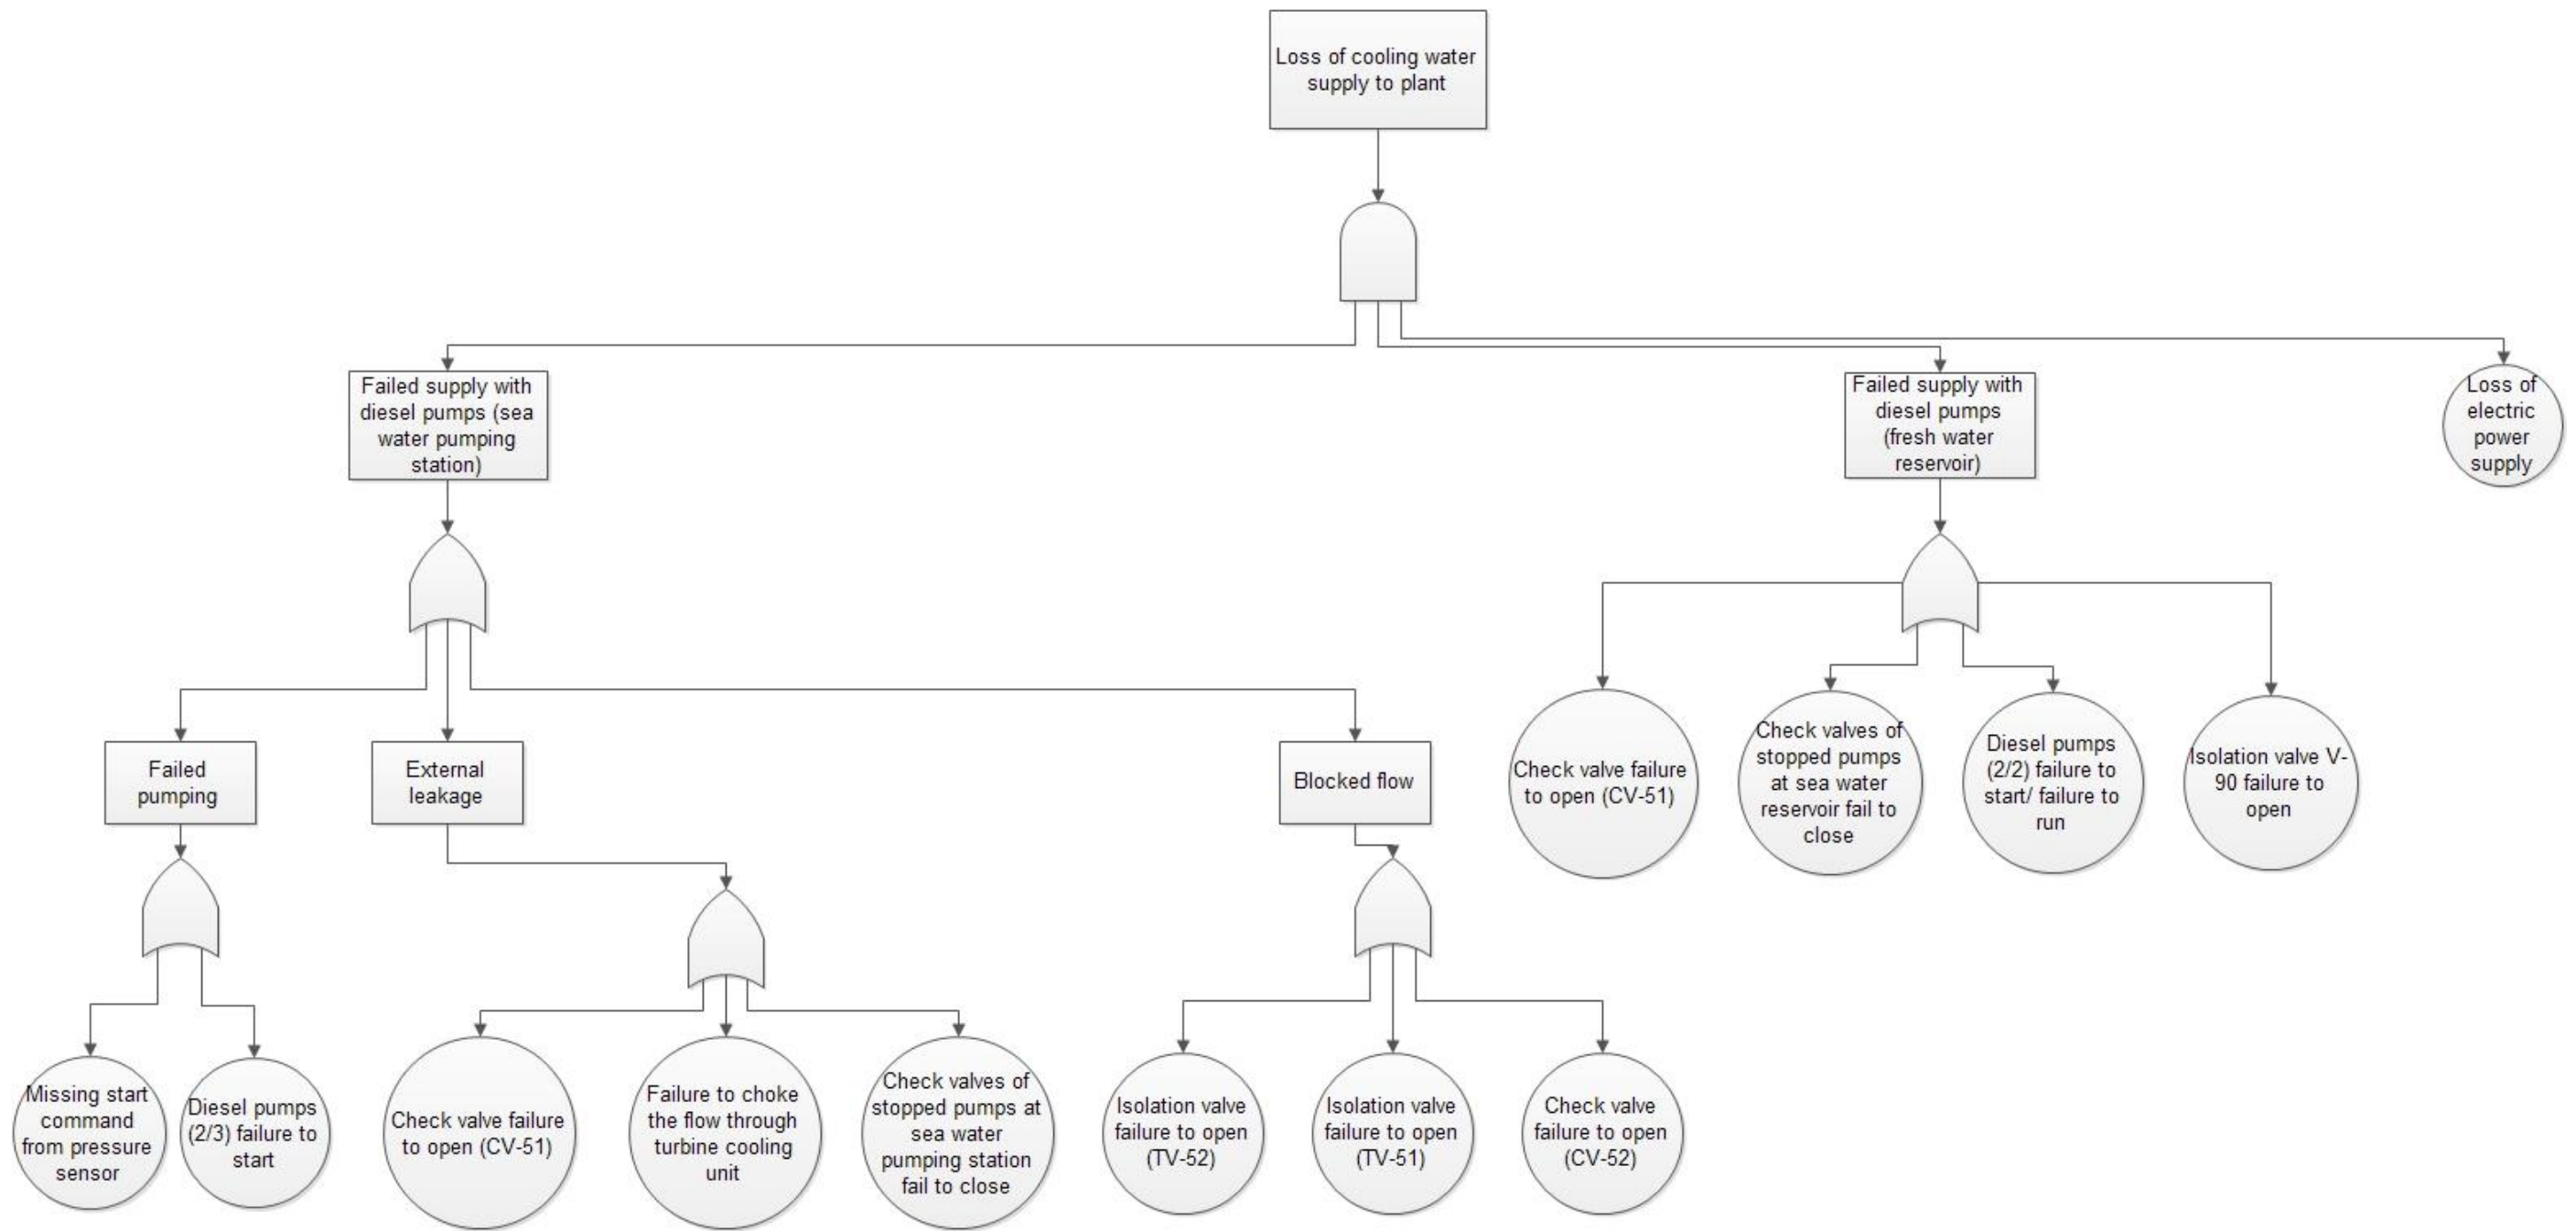 Loss of cooling water
supply to plant
Failed supply with
diesel pumps (sea
water pumping
station)
Failed supply with
diesel pumps
(fresh water
reservoir)
Loss of
electric
power
supply
Failed
pumping
External
leakage
Blocked flow
Check valve failure
to open (CV-51)
Check valves of
stopped pumps
at sea water
reservoir fail to
close
Diesel pumps
(2/2) failure to
start/ failure to
run
Isolation valve V-
90 failure to
open
Missing start
command
from pressure
sensor
Diesel pumps
(2/3) failure to
start
Check valve failure
to open (CV-51)
Failure to choke
the flow through
turbine cooling
unit
Check valves of
stopped pumps at
sea water
pumping station
fail to close
Isolation valve
failure to open
(TV-52)
Isolation valve
failure to open
(TV-51)
Check valve
failure to open
(CV-52)